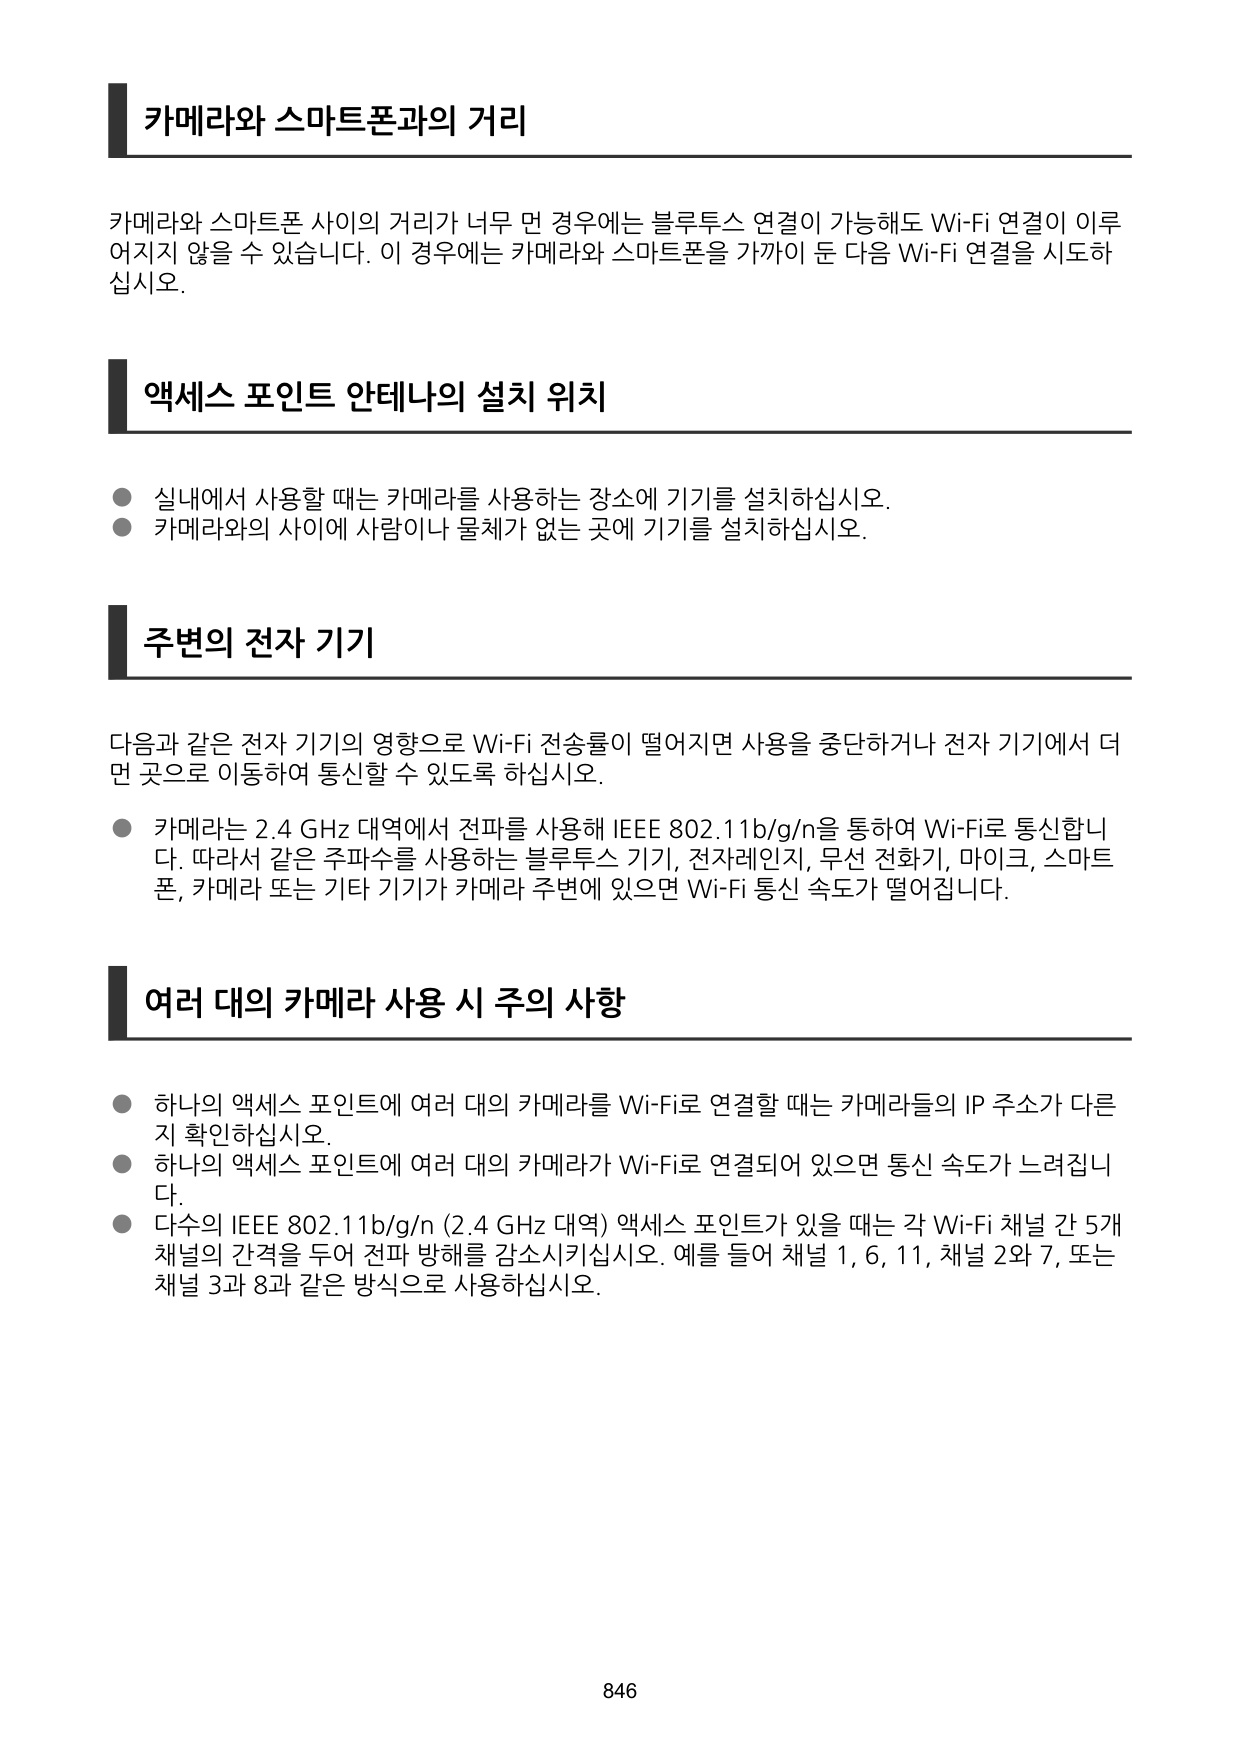 카메라와 스마트폰과의 거리
카메라와 스마트폰 사이의 거리가 너무 먼 경우에는 블루투스 연결이 가능해도 Wi-Fi 연결이 이루
어지지 않을 수 있습니다. 이 경우에는 카메라와 스마트폰을 가까이 둔 다음 Wi-Fi 연결을 시도하
십시오.
액세스 포인트 안테나의 설치 위치
● 실내에서 사용할 때는 카메라를 사용하는 장소에 기기를 설치하십시오.
● 카메라와의 사이에 사람이나 물체가 없는 곳에 기기를 설치하십시오.
주변의 전자 기기
다음과 같은 전자 기기의 영향으로 Wi-Fi 전송률이 떨어지면 사용을 중단하거나 전자 기기에서 더
먼 곳으로 이동하여 통신할 수 있도록 하십시오.
● 카메라는 2.4 GHz 대역에서 전파를 사용해 IEEE 802.11b/g/n을 통하여 Wi-Fi로 통신합니
다. 따라서 같은 주파수를 사용하는 블루투스 기기, 전자레인지, 무선 전화기, 마이크, 스마트
폰, 카메라 또는 기타 기기가 카메라 주변에 있으면 Wi-Fi 통신 속도가 떨어집니다.
여러 대의 카메라 사용 시 주의 사항
● 하나의 액세스 포인트에 여러 대의 카메라를 Wi-Fi로 연결할 때는 카메라들의 IP 주소가 다른
지 확인하십시오.
● 하나의 액세스 포인트에 여러 대의 카메라가 Wi-Fi로 연결되어 있으면 통신 속도가 느려집니
다.
● 다수의 IEEE 802.11b/g/n (2.4 GHz 대역) 액세스 포인트가 있을 때는 각 Wi-Fi 채널 간 5개
채널의 간격을 두어 전파 방해를 감소시키십시오. 예를 들어 채널 1, 6, 11, 채널 2와 7, 또는
채널 3과 8과 같은 방식으로 사용하십시오.
846